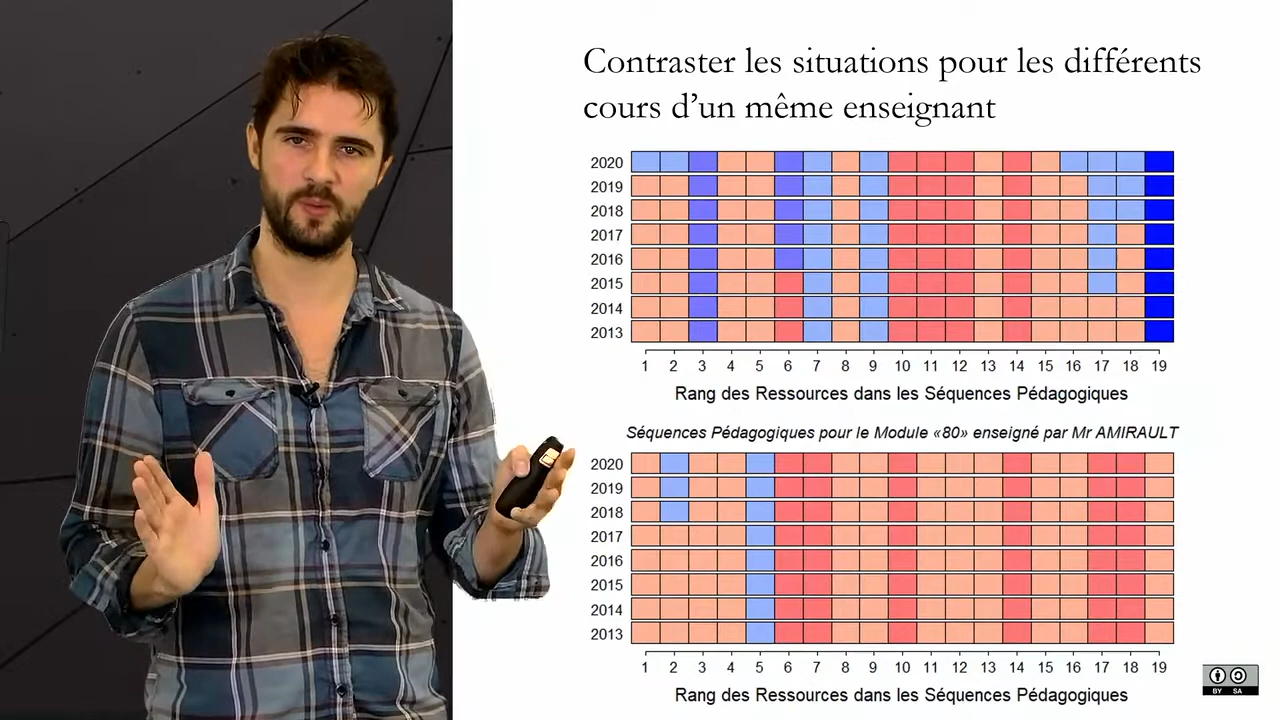 Contraster les situations pour les différents
cours d’un même enseignant
2020
2019
2018
2017
2016
2015
2014
2013
1 2 3 4 5 6 7 8 9 10 11 12 13 14 15 16 17 18 19
Rang des Ressources dans les Séquences Pédagogiques
Séquences Pédagogiques pour le Module «80» enseigné par Mr AMIRAULT
2020
2019
2018
2017
2016
2015
2014
2013
1 2 3 4 5 6 7 8 9 10 11 12 13 14 15 16 17 18 19
Rang des Ressources dans les Séquences Pédagogiques
BY SA